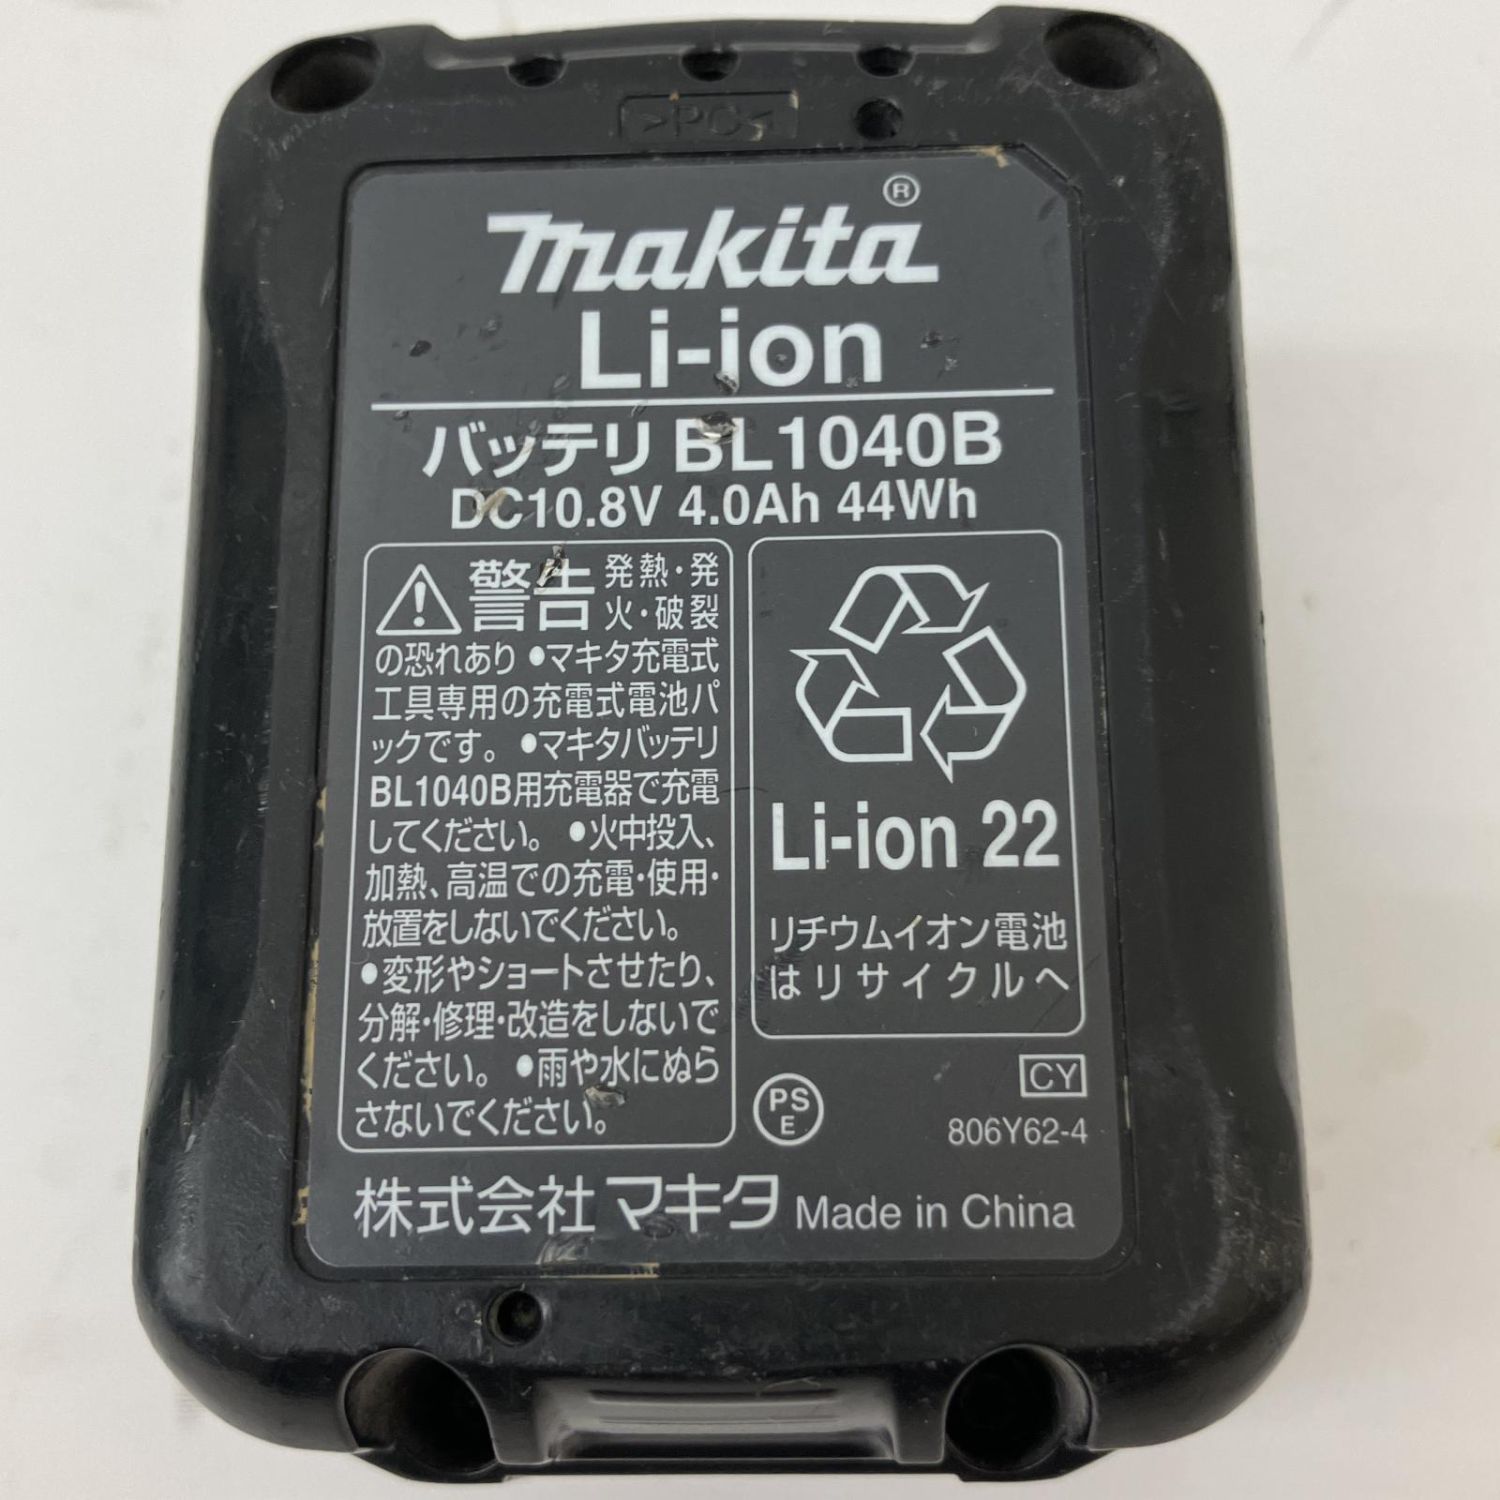 >PC<
makita®
Li-ion
バッテリ BL1040B
DC10.8V 4.0Ah 44Wh
警告 発熱・発
火・破裂
の恐れあり ●マキタ充電式
工具専用の充電式電池パ
ックです。 ●マキタバッテリ
BL1040B用充電器で充電
してください。 ●火中投入、
加熱、高温での充電・使用・
放置をしないでください。
●変形やショートさせたり、
分解・修理・改造をしないで
ください。 ●雨や水にぬら
さないでください。
Li-ion 22
リチウムイオン電池
はリサイクルへ
PS
E
CY
806Y62-4
株式会社マキタ Made in China